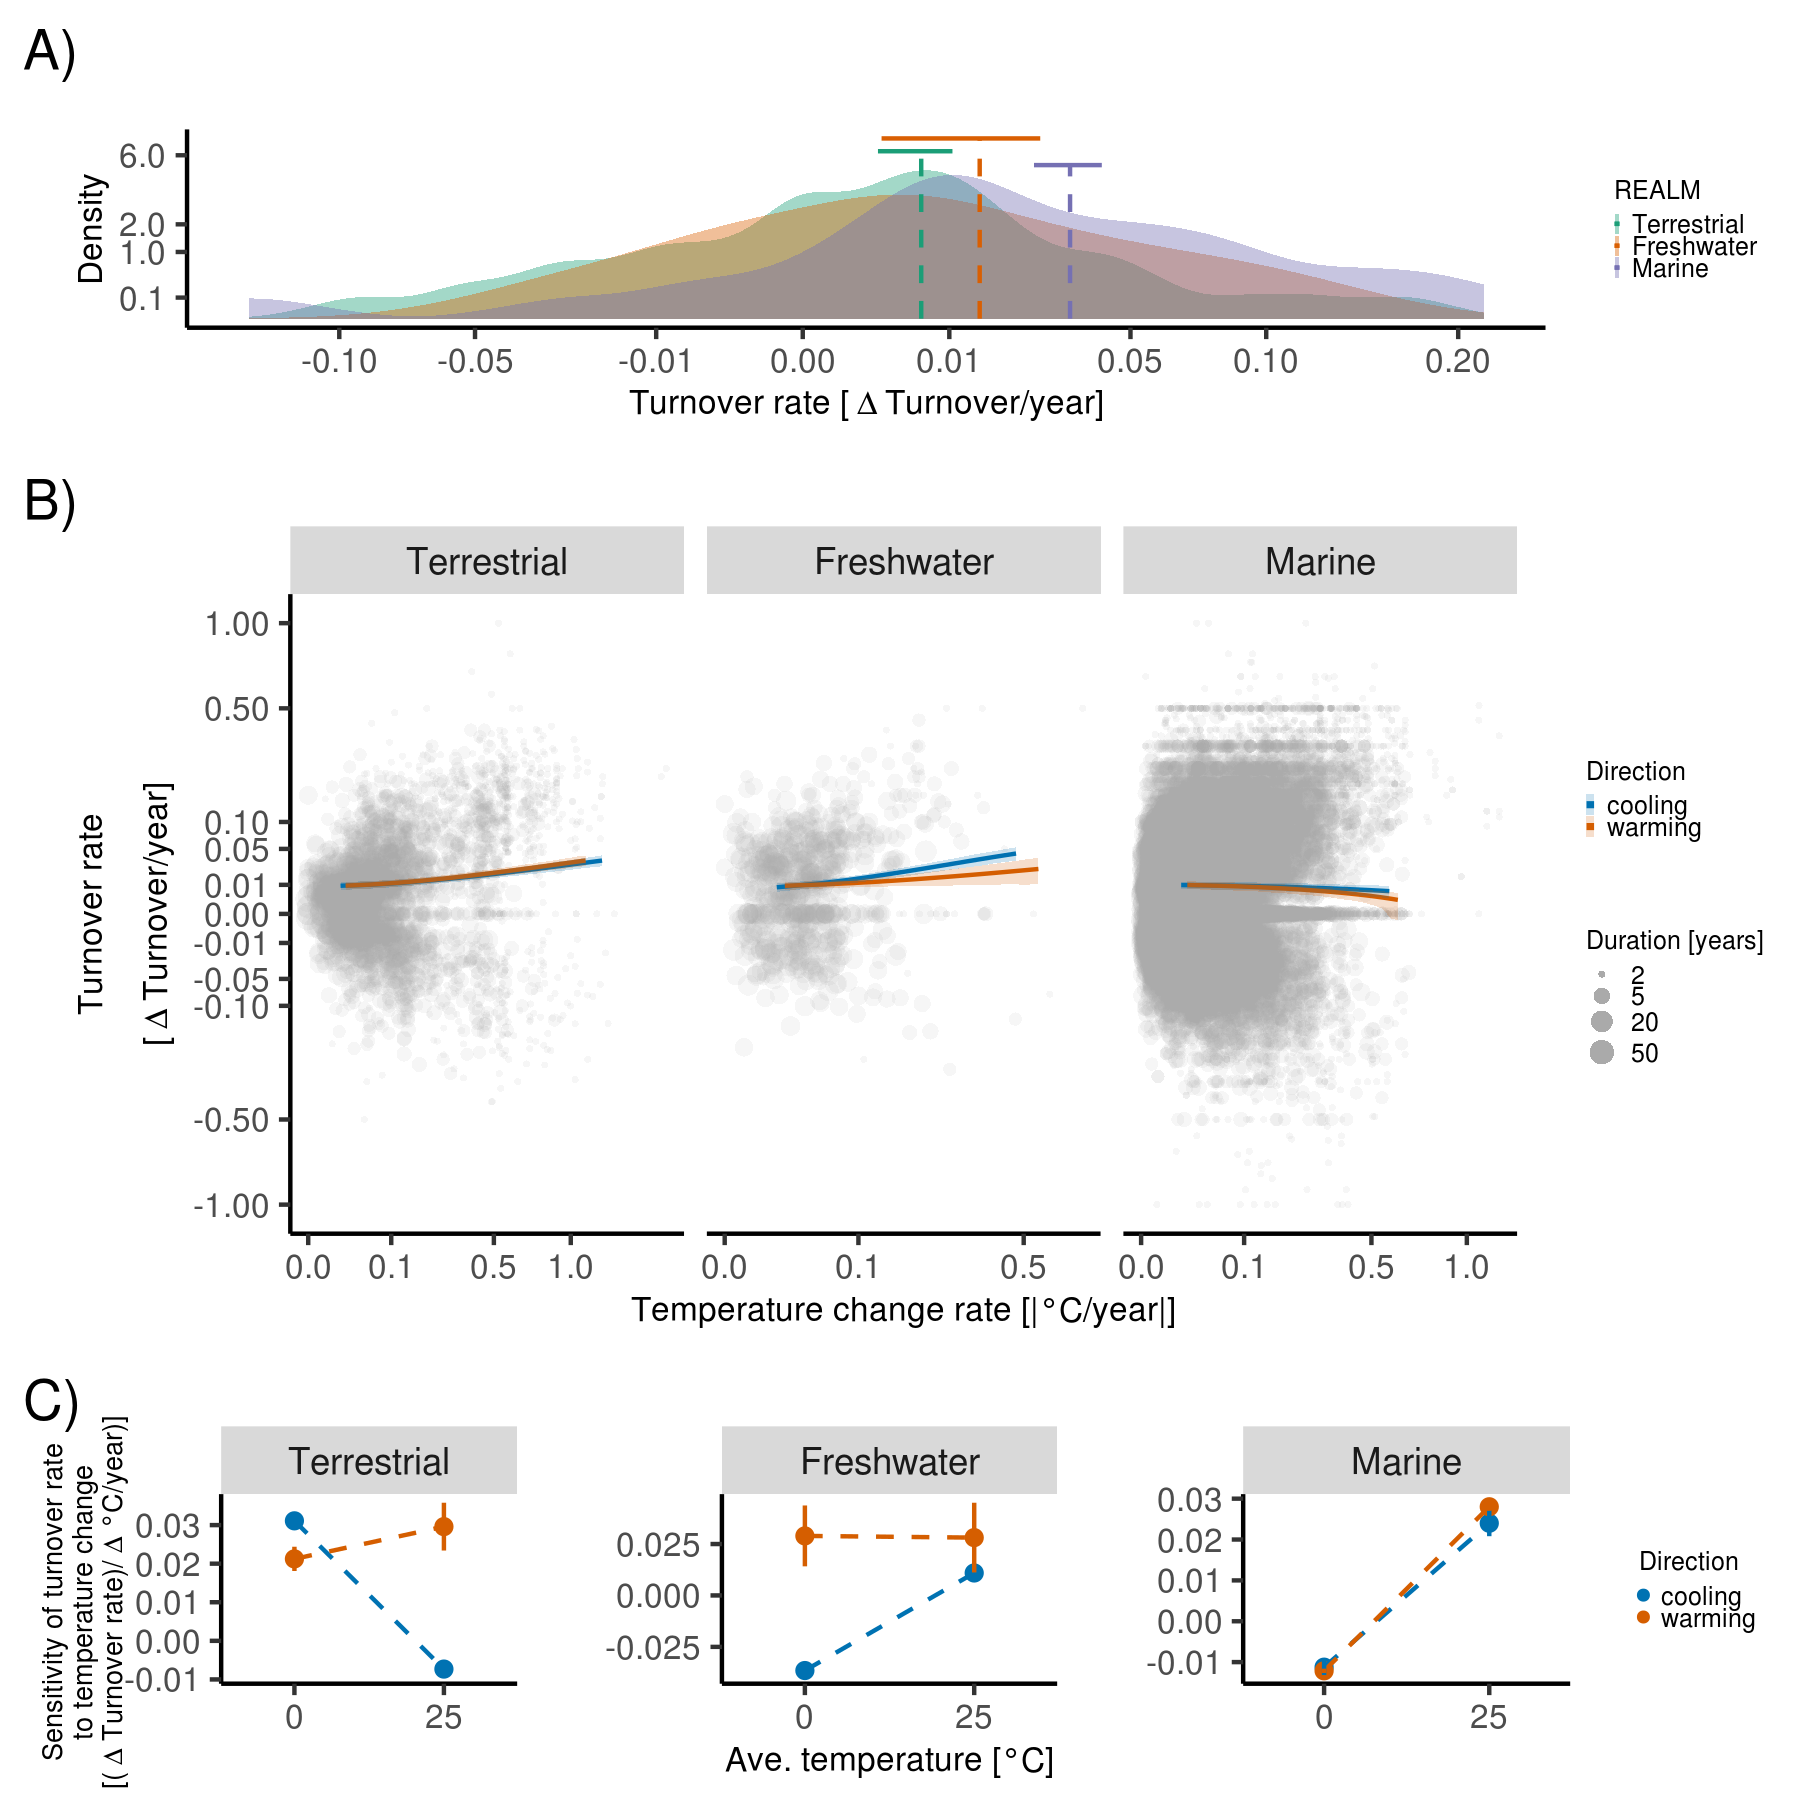 A)
Density
6.0
2.0
1.0
0.1
-0.10 -0.05 -0.01 0.00 0.01 0.05 0.10 0.20
Turnover rate [ Δ Turnover/year]
REALM
Terrestrial
Freshwater
Marine
B)
Terrestrial Freshwater Marine
Turnover rate
[ Δ Turnover/year]
1.00
0.50
0.10
0.05
0.01
0.00
-0.01
-0.05
-0.10
-0.50
-1.00
0.0 0.1 0.5 1.0 0.0 0.1 0.5 0.0 0.1 0.5 1.0
Temperature change rate [|°C/year|]
Direction
cooling
warming
Duration [years]
2
5
20
50
C)
Sensitivity of turnover rate
to temperature change
[( Δ Turnover rate)/ Δ °C/year)]
Terrestrial
0.03
0.02
0.01
0.00
-0.01
0 25
Freshwater
0.025
0.000
-0.025
0 25
Marine
0.03
0.02
0.01
0.00
-0.01
0 25
Ave. temperature [°C]
Direction
cooling
warming